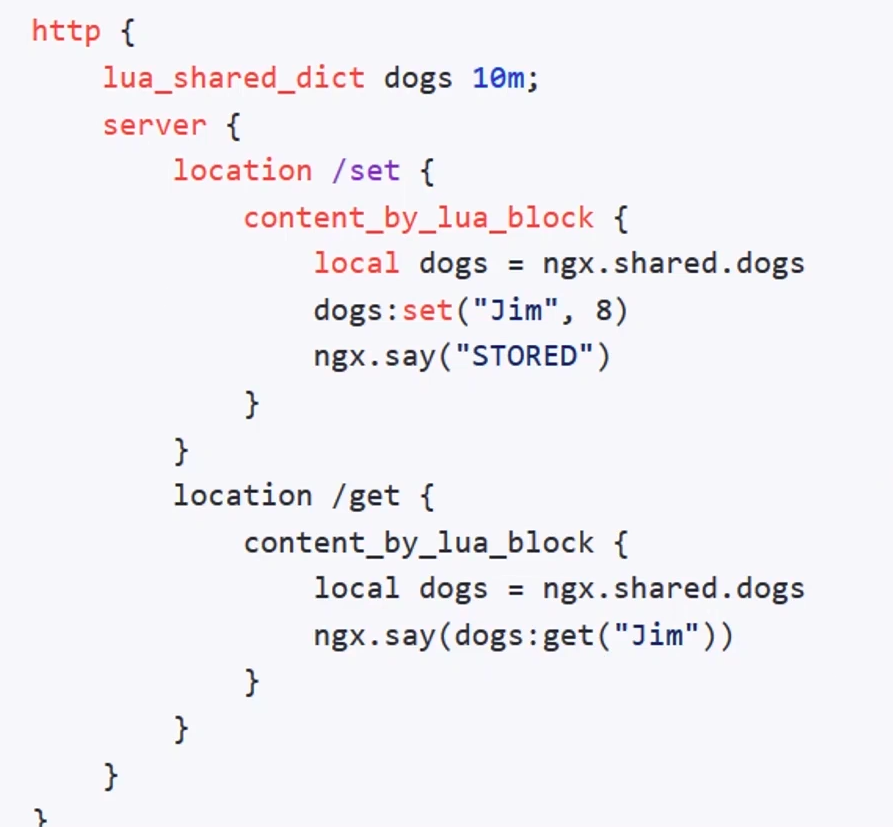 http {
    lua_shared_dict dogs 10m;
    server {
        location /set {
            content_by_lua_block {
                local dogs = ngx.shared.dogs
                dogs:set("Jim", 8)
                ngx.say("STORED")
            }
        }
        location /get {
            content_by_lua_block {
                local dogs = ngx.shared.dogs
                ngx.say(dogs:get("Jim"))
            }
        }
    }
}